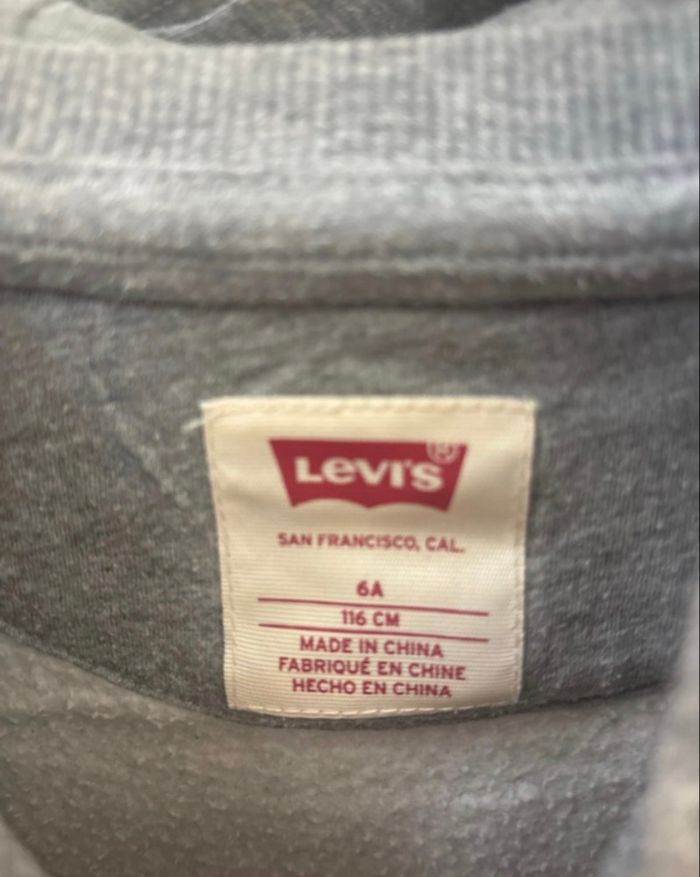 LEVI'S ®
SAN FRANCISCO, CAL.
6A
116 CM
MADE IN CHINA
FABRIQUÉ EN CHINE
HECHO EN CHINA